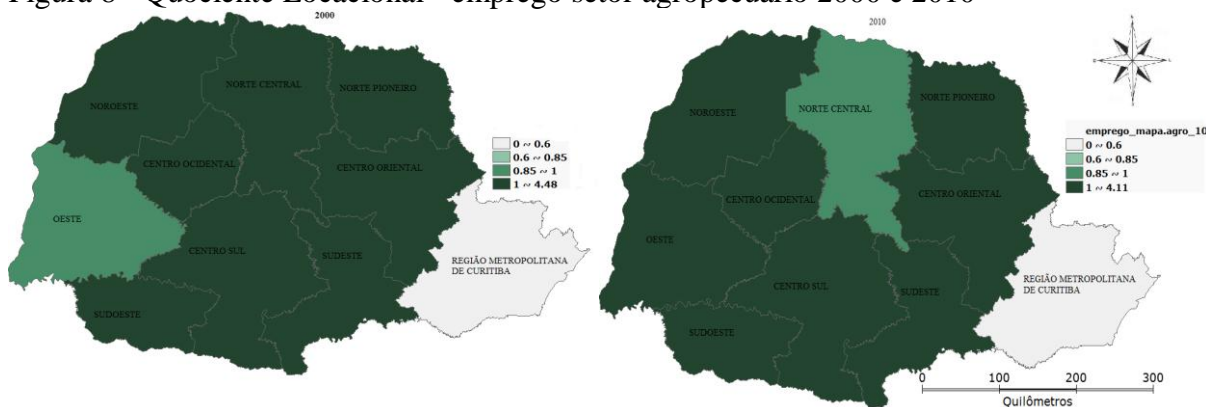 Figura 8 - Quociente Locacional - emprego setor agropecuário 2000 e 2010
2000
NOROESTE
NORTE CENTRAL
NORTE PIONEIRO
CENTRO OCIDENTAL
CENTRO ORIENTAL
OESTE
CENTRO SUL
SUDESTE
SUDOESTE
REGIÃO METROPOLITANA
DE CURITIBA
0 ~ 0.6
0.6 ~ 0.85
0.85 ~ 1
1 ~ 4.48
2010
NOROESTE
NORTE CENTRAL
NORTE PIONEIRO
CENTRO OCIDENTAL
CENTRO ORIENTAL
OESTE
CENTRO SUL
SUDESTE
SUDOESTE
REGIÃO METROPOLITANA
DE CURITIBA
emprego_mapa.agro_10
0 ~ 0.6
0.6 ~ 0.85
0.85 ~ 1
1 ~ 4.11
0 100 200 300
Quilômetros